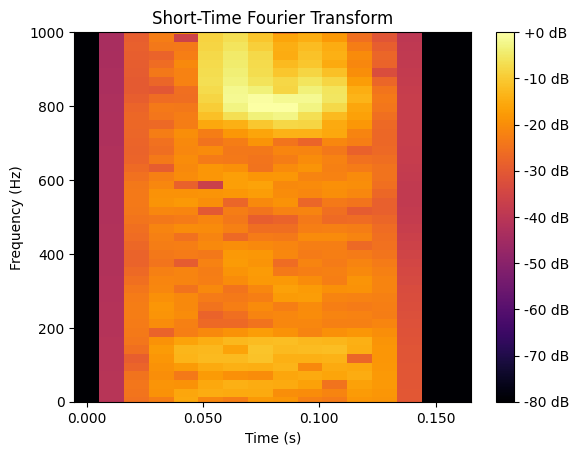 Short-Time Fourier Transform
1000
800
600
400
200
0
Frequency (Hz)
0.000
0.050
0.100
0.150
Time (s)
+0 dB
-10 dB
-20 dB
-30 dB
-40 dB
-50 dB
-60 dB
-70 dB
-80 dB